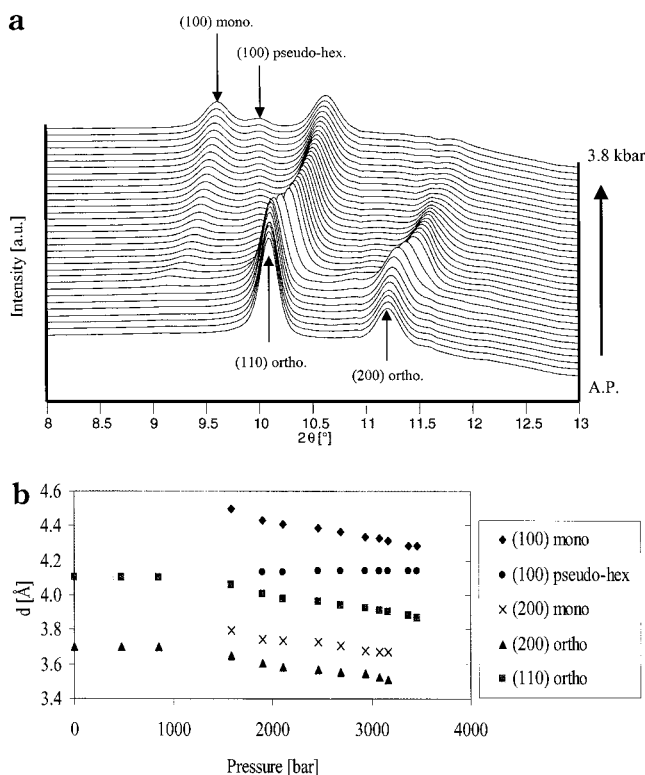 a
(100) mono.
(100) pseudo-hex.
3.8 kbar
Intensity [a.u.]
(110) ortho.
(200) ortho.
A.P.
8 8.5 9 9.5 10 10.5 11 11.5 12 12.5 13
2θ[°]
b
4.6
4.4
4.2
4.0
3.8
3.6
3.4
d [Å]
0 1000 2000 3000 4000
Pressure [bar]
(100) mono
(100) pseudo-hex
(200) mono
(200) ortho
(110) ortho